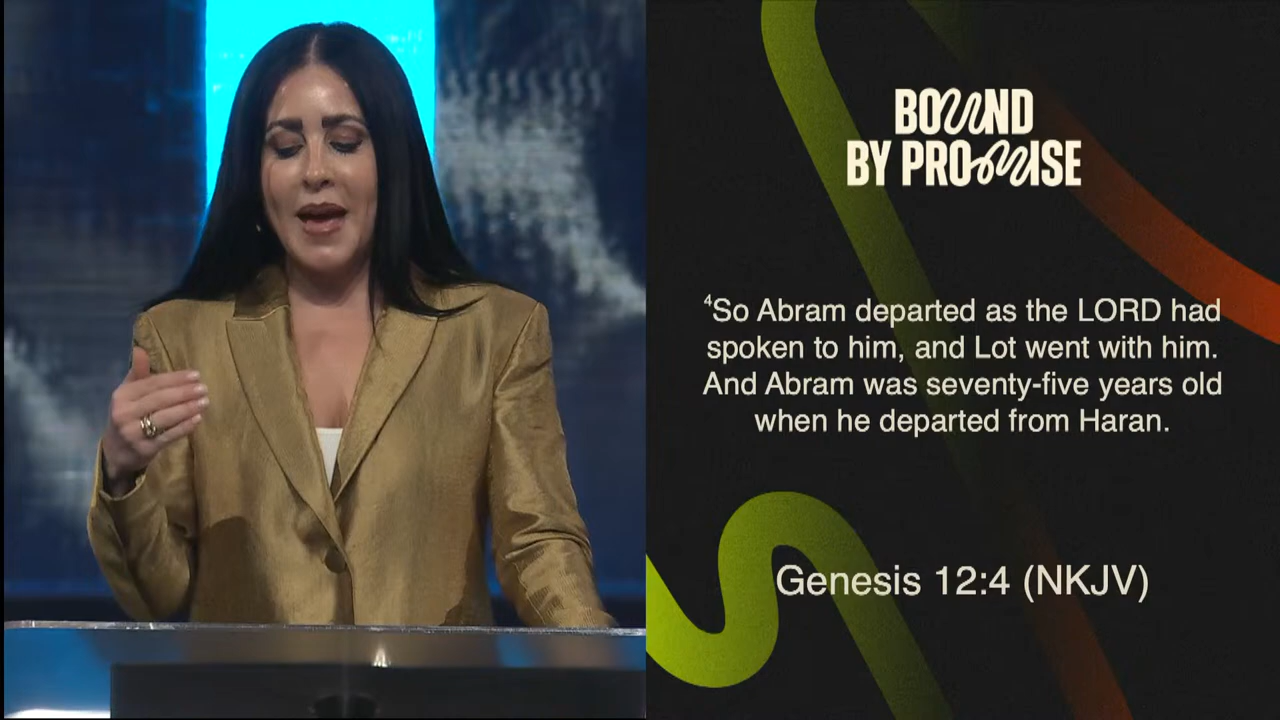 BOUND
BY PROMISE
⁴So Abram departed as the LORD had
spoken to him, and Lot went with him.
And Abram was seventy-five years old
when he departed from Haran.
Genesis 12:4 (NKJV)